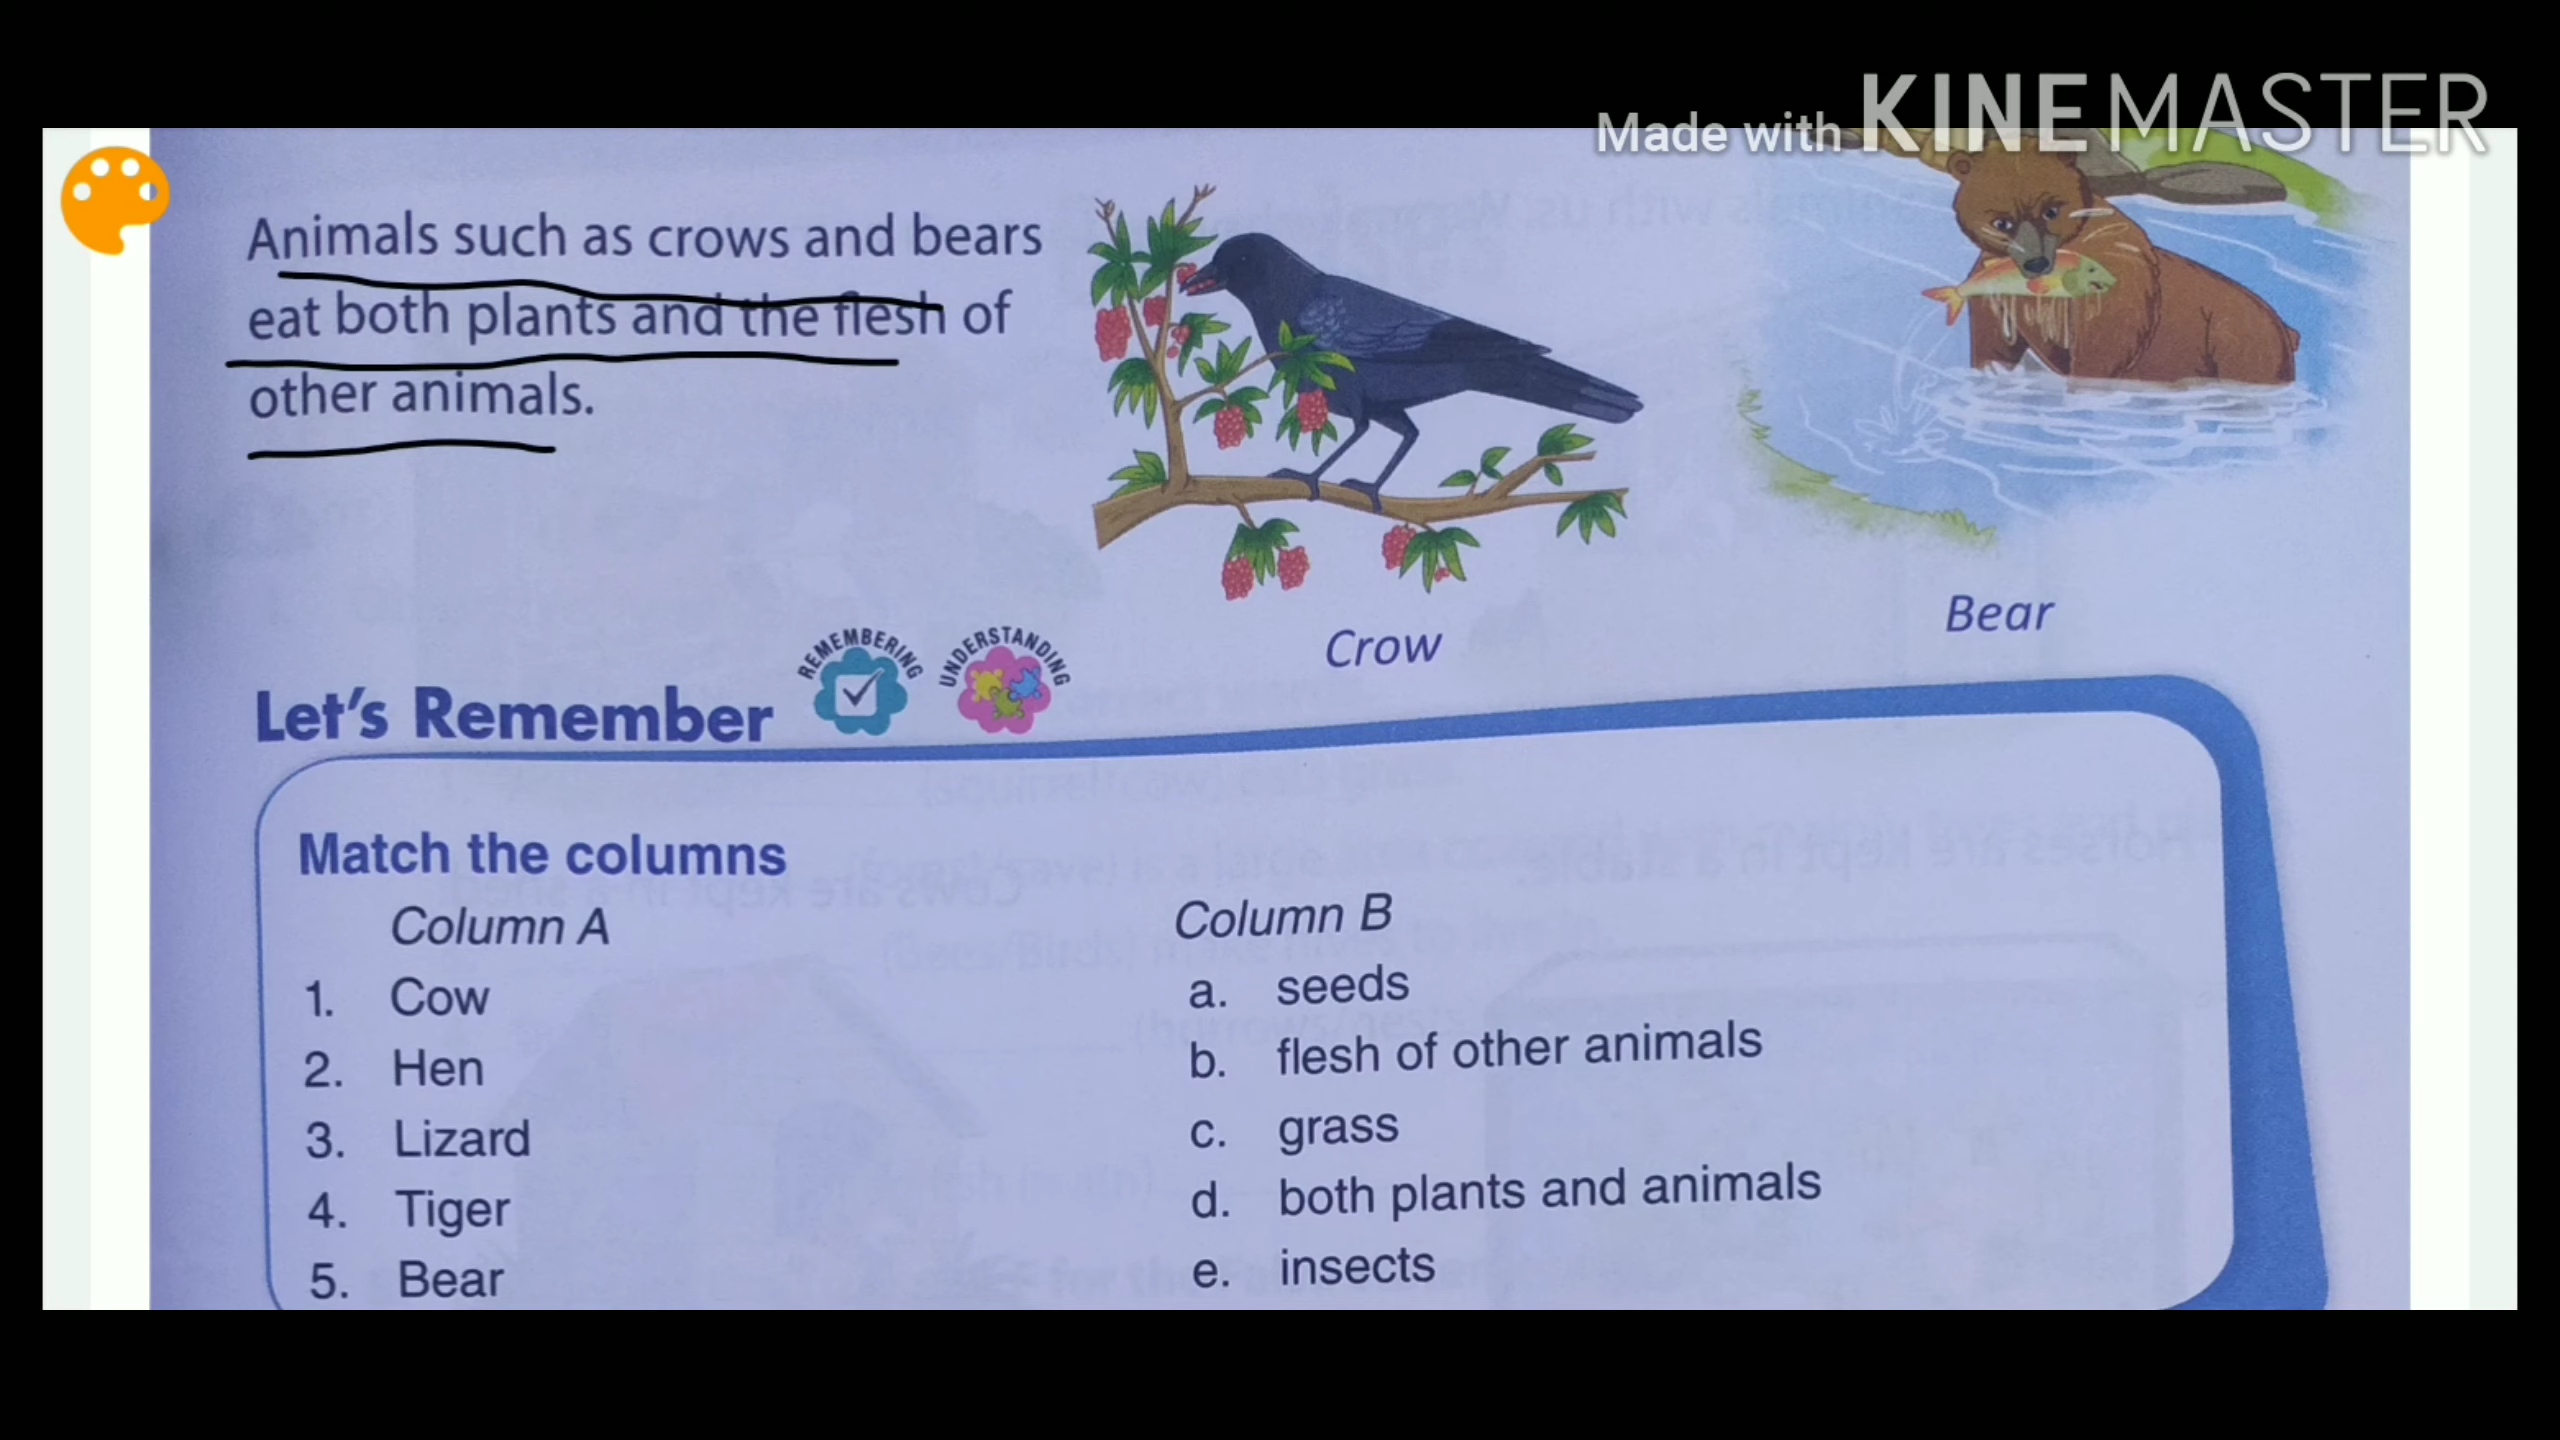 Made with KINEMASTER
Animals such as crows and bears
eat both plants and the flesh of
other animals.
Crow
Bear
REMEMBERING
UNDERSTANDING
Let's Remember
Match the columns
Column A
Column B
1. Cow
a. seeds
2. Hen
b. flesh of other animals
3. Lizard
c. grass
4. Tiger
d. both plants and animals
5. Bear
e. insects